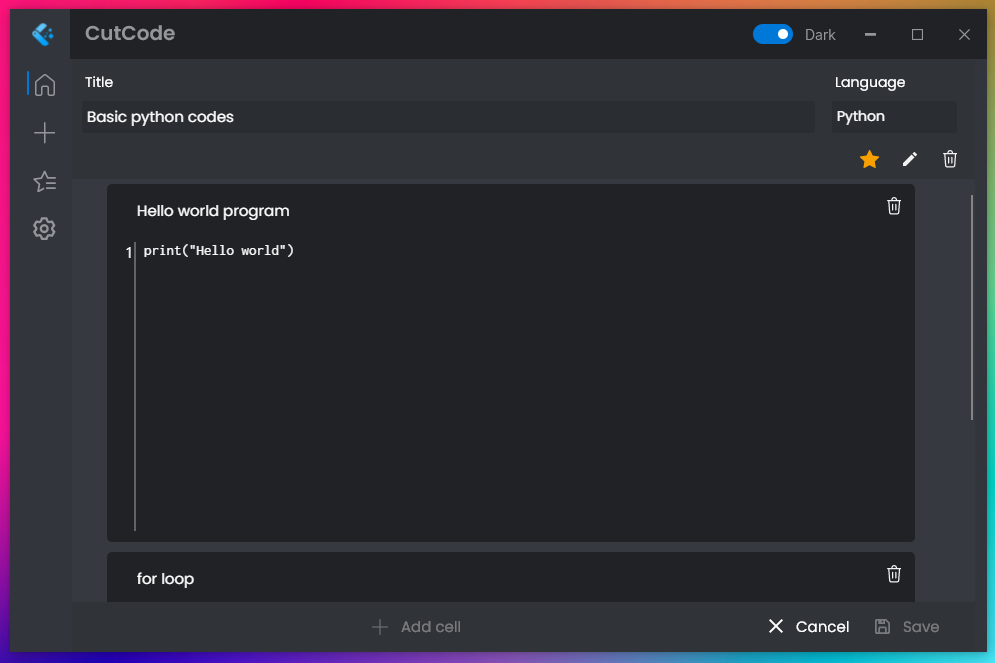 CutCode
Dark
Title
Language
Basic python codes
Python
Hello world program
1 print("Hello world")
for loop
Add cell
Cancel
Save